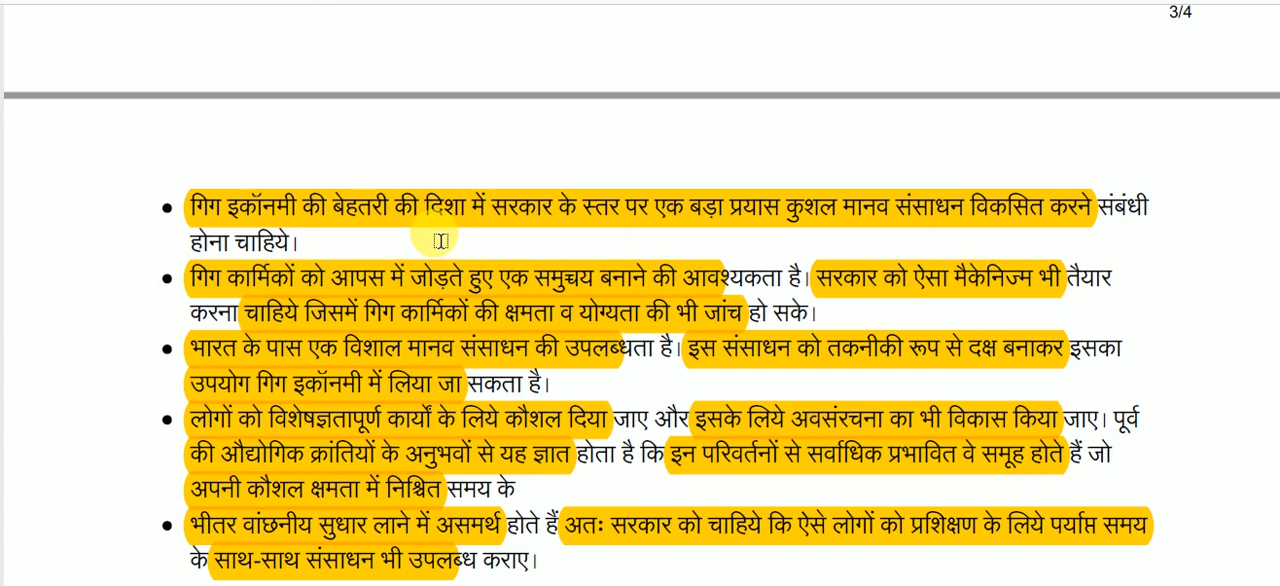 3/4
• गिग इकॉनमी की बेहतरी की दिशा में सरकार के स्तर पर एक बड़ा प्रयास कुशल मानव संसाधन विकसित करने संबंधी
होना चाहिये।
• गिग कार्मिकों को आपस में जोड़ते हुए एक समुच्चय बनाने की आवश्यकता है। सरकार को ऐसा मैकेनिज्म भी तैयार
करना चाहिये जिसमें गिग कार्मिकों की क्षमता व योग्यता की भी जांच हो सके।
• भारत के पास एक विशाल मानव संसाधन की उपलब्धता है। इस संसाधन को तकनीकी रूप से दक्ष बनाकर इसका
उपयोग गिग इकॉनमी में लिया जा सकता है।
• लोगों को विशेषज्ञतापूर्ण कार्यों के लिये कौशल दिया जाए और इसके लिये अवसंरचना का भी विकास किया जाए। पूर्व
की औद्योगिक क्रांतियों के अनुभवों से यह ज्ञात होता है कि इन परिवर्तनों से सर्वाधिक प्रभावित वे समूह होते हैं जो
अपनी कौशल क्षमता में निश्चित समय के
• भीतर वांछनीय सुधार लाने में असमर्थ होते हैं अतः सरकार को चाहिये कि ऐसे लोगों को प्रशिक्षण के लिये पर्याप्त समय
के साथ-साथ संसाधन भी उपलब्ध कराए।